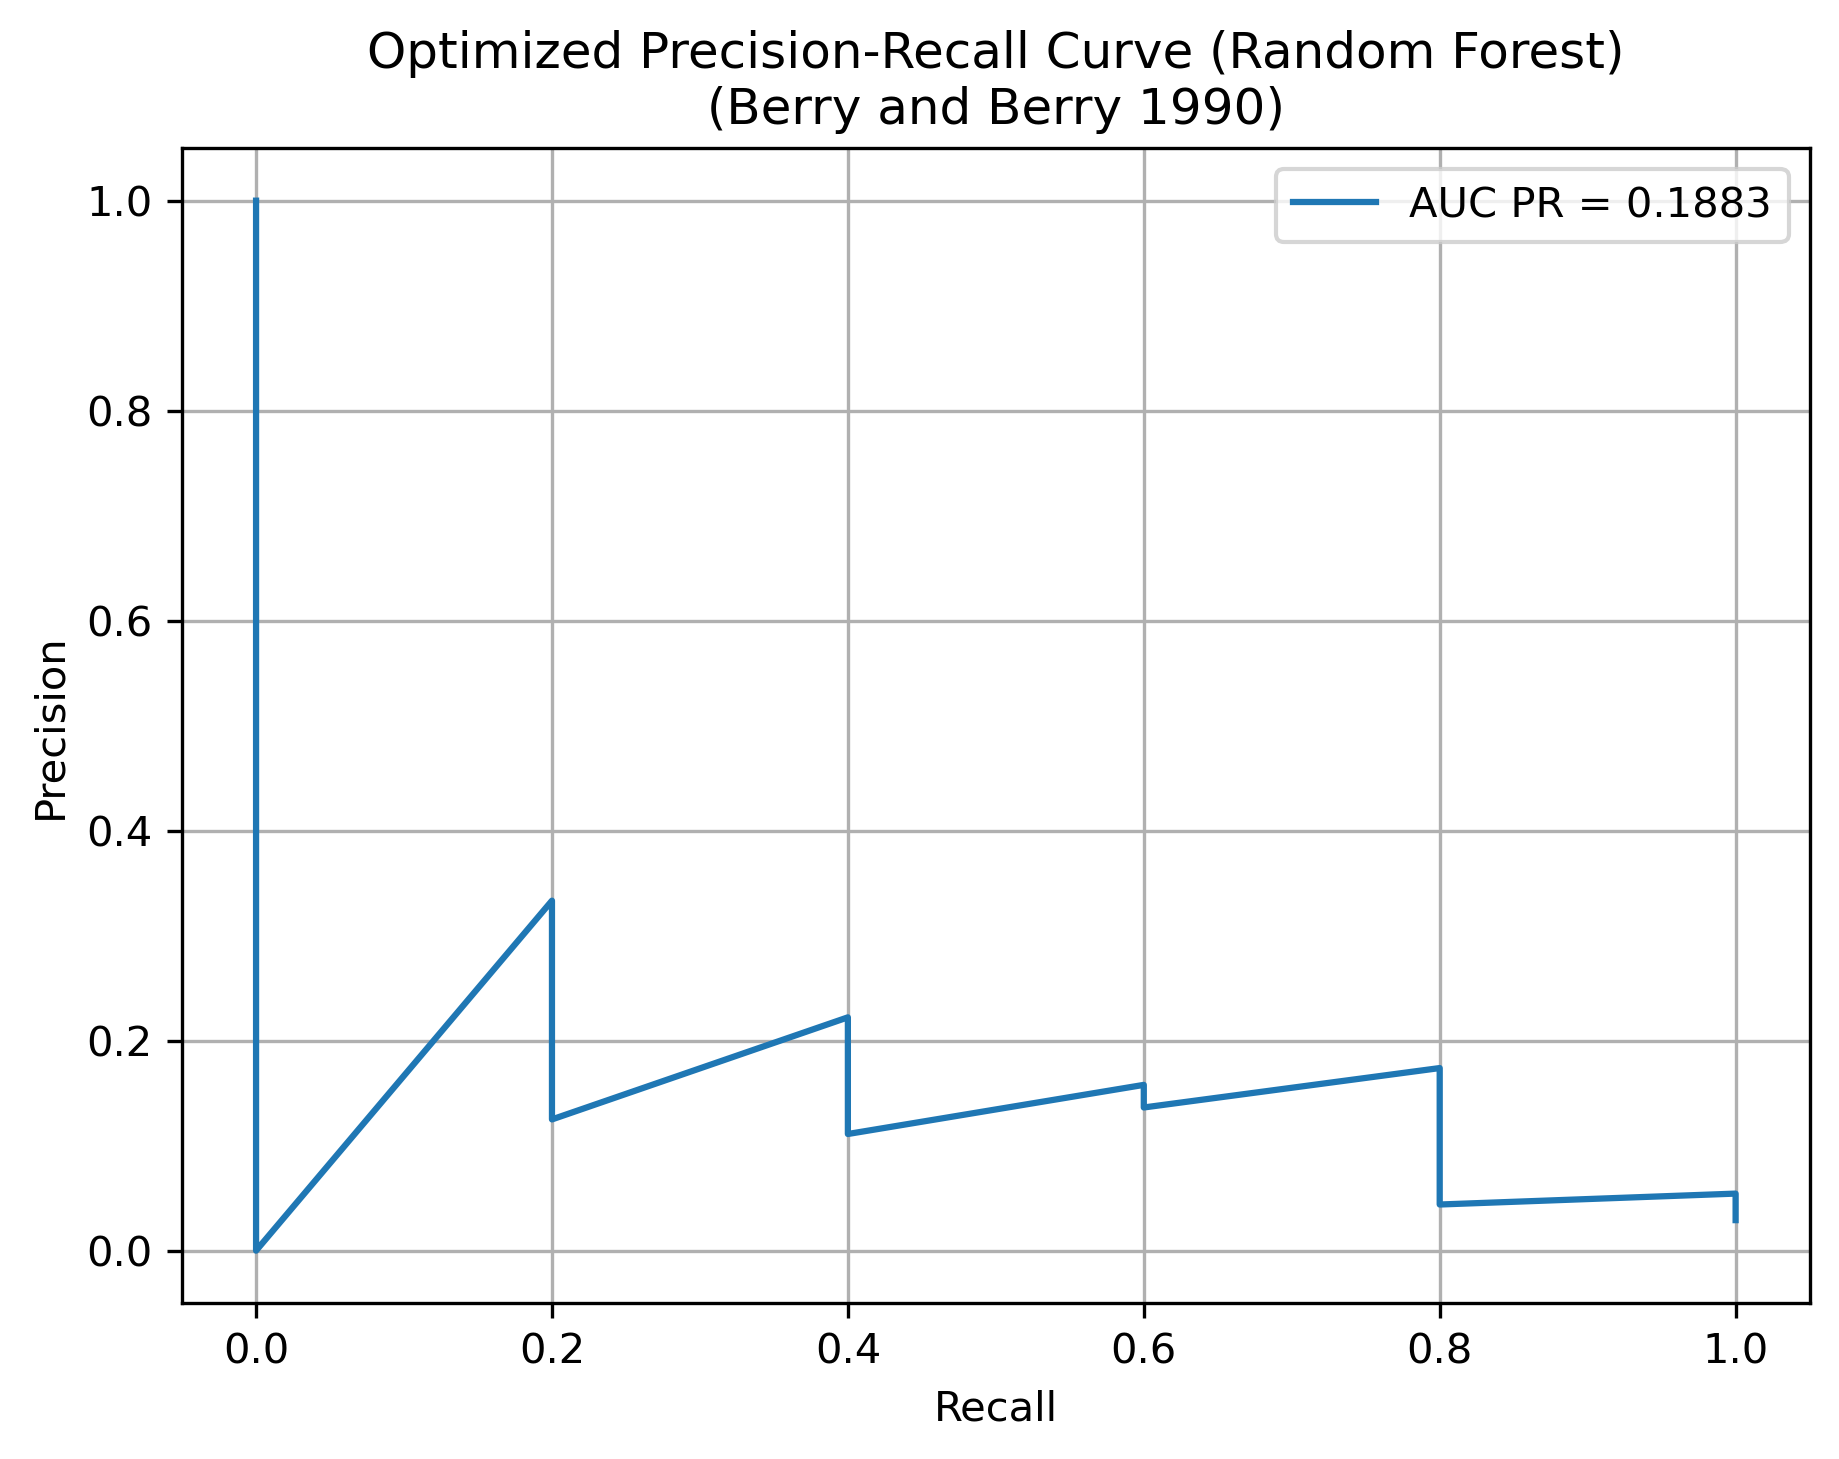 Optimized Precision-Recall Curve (Random Forest)
(Berry and Berry 1990)
AUC PR = 0.1883
1.0
0.8
0.6
0.4
0.2
0.0
Precision
0.0 0.2 0.4 0.6 0.8 1.0
Recall